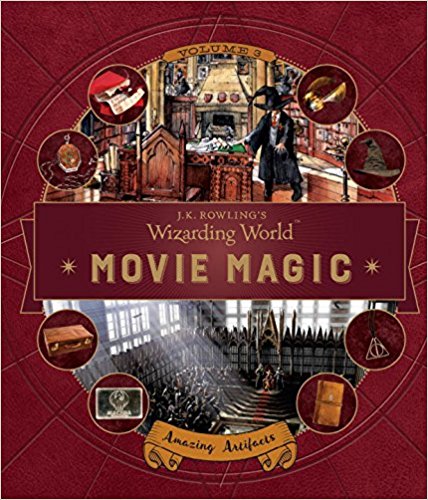 VOLUME 3
J.K. ROWLING'S
Wizarding World™
MOVIE MAGIC
Amazing Artifacts